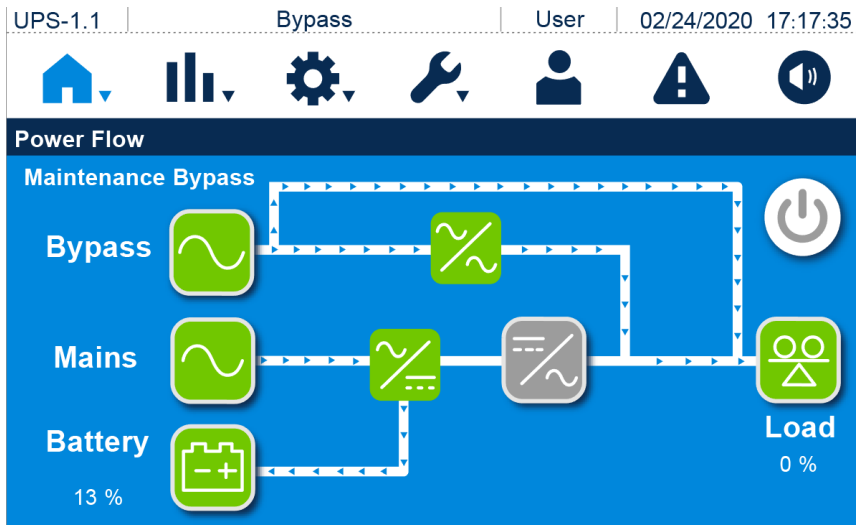 UPS-1.1 Bypass User 02/24/2020 17:17:35
Power Flow
Maintenance Bypass
Bypass
Mains
Battery
13 %
Load
0 %